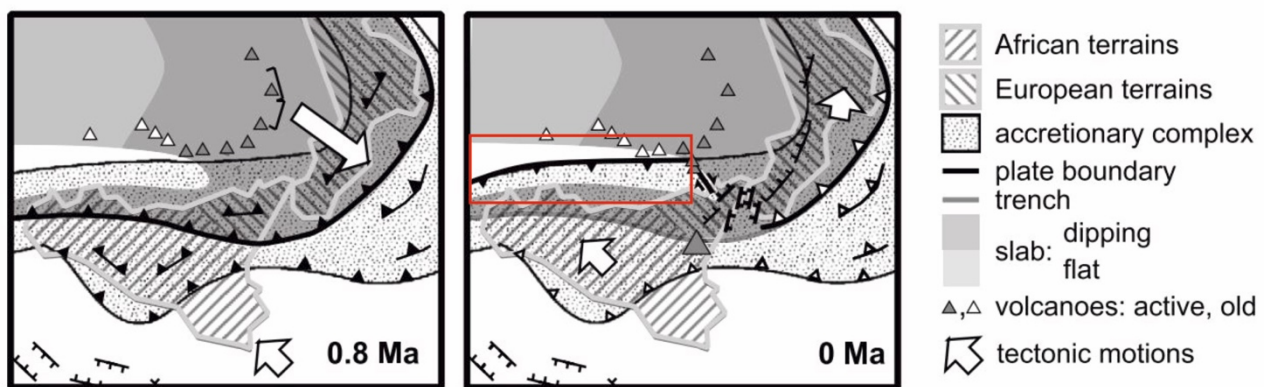 0.8 Ma
0 Ma
African terrains
European terrains
accretionary complex
plate boundary
trench
slab: dipping
flat
volcanoes: active, old
tectonic motions